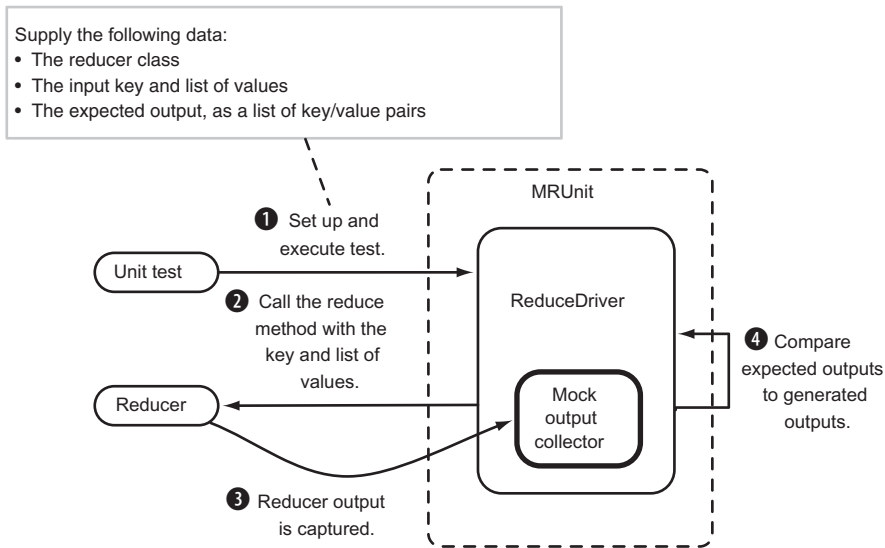 Supply the following data:
• The reducer class
• The input key and list of values
• The expected output, as a list of key/value pairs
MRUnit
1 Set up and
execute test.
Unit test
2 Call the reduce
method with the
key and list of
values.
ReduceDriver
4 Compare
expected outputs
to generated
outputs.
Reducer
Mock
output
collector
3 Reducer output
is captured.